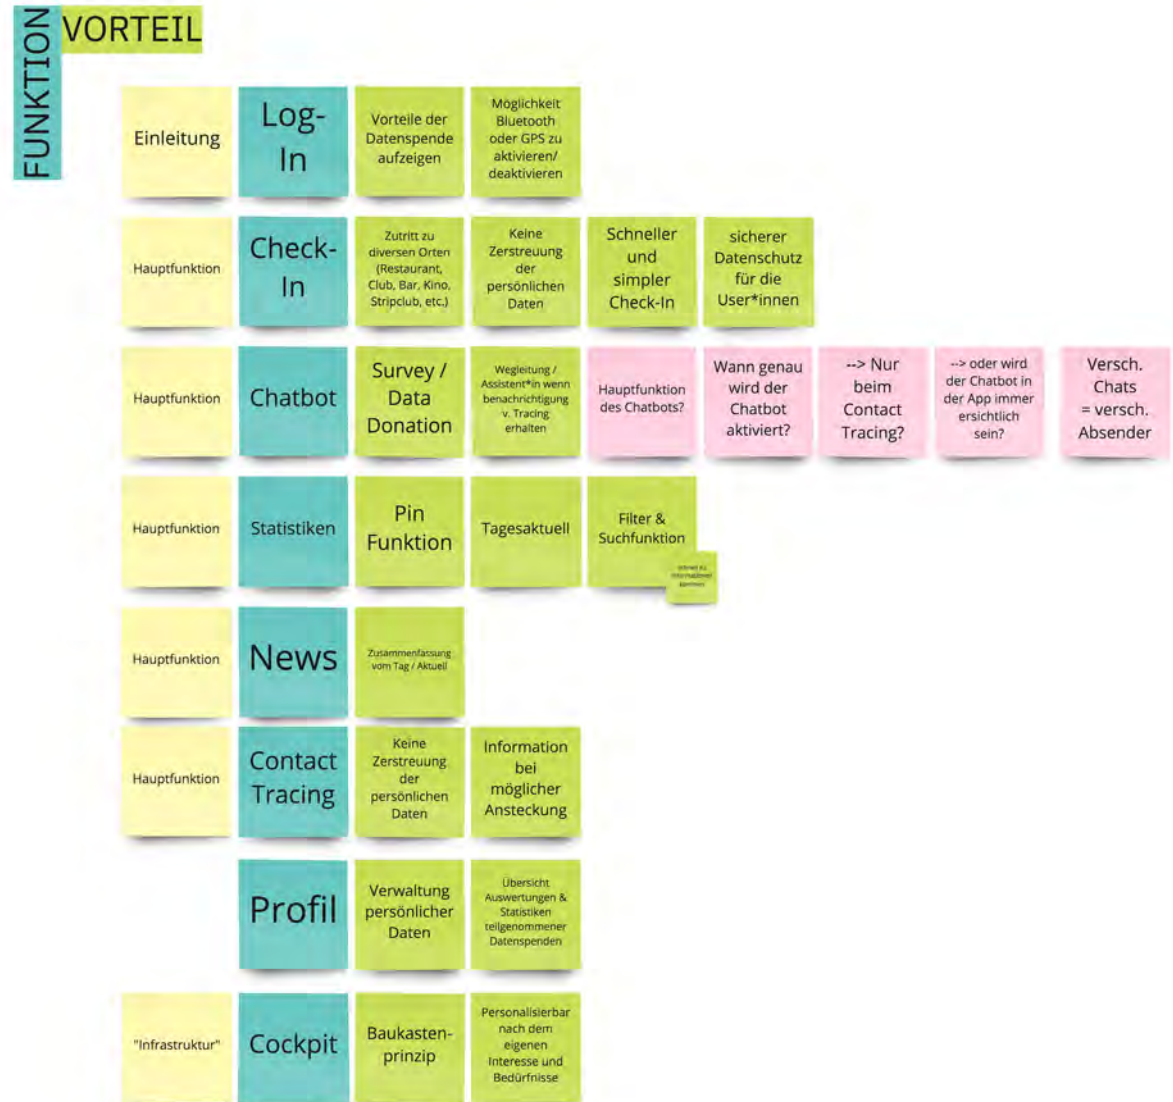 FUNKTION
VORTEIL
Einleitung
Log-
In
Vorteile der
Datenspende
aufzeigen
Möglichkeit
Bluetooth
oder GPS zu
aktivieren/
deaktivieren
Hauptfunktion
Check-
In
Zutritt zu
diversen Orten
(Restaurant,
Club, Bar, Kino,
Stripclub, etc.)
Keine
Zerstreuung
der
persönlichen
Daten
Schneller
und
simpler
Check-In
sicherer
Datenschutz
für die
User*innen
Hauptfunktion
Chatbot
Survey /
Data
Donation
Wegleitung /
Assistent*in wenn
benachrichtigung
v. Tracing
erhalten
Hauptfunktion
des Chatbots?
Wann genau
wird der
Chatbot
aktiviert?
--> Nur
beim
Contact
Tracing?
--> oder wird
der Chatbot in
der App immer
ersichtlich
sein?
Versch.
Chats
= versch.
Absender
Hauptfunktion
Statistiken
Pin
Funktion
Tagesaktuell
Filter &
Suchfunktion
Hauptfunktion
News
Zusammenfassung
vom Tag / Aktuell
Hauptfunktion
Contact
Tracing
Keine
Zerstreuung
der
persönlichen
Daten
Information
bei
möglicher
Ansteckung
Profil
Verwaltung
persönlicher
Daten
Übersicht
Auswertungen &
Statistiken
teilgenommener
Datenspenden
"Infrastruktur"
Cockpit
Baukasten-
prinzip
Personalisierbar
nach dem
eigenen
Interesse und
Bedürfnisse